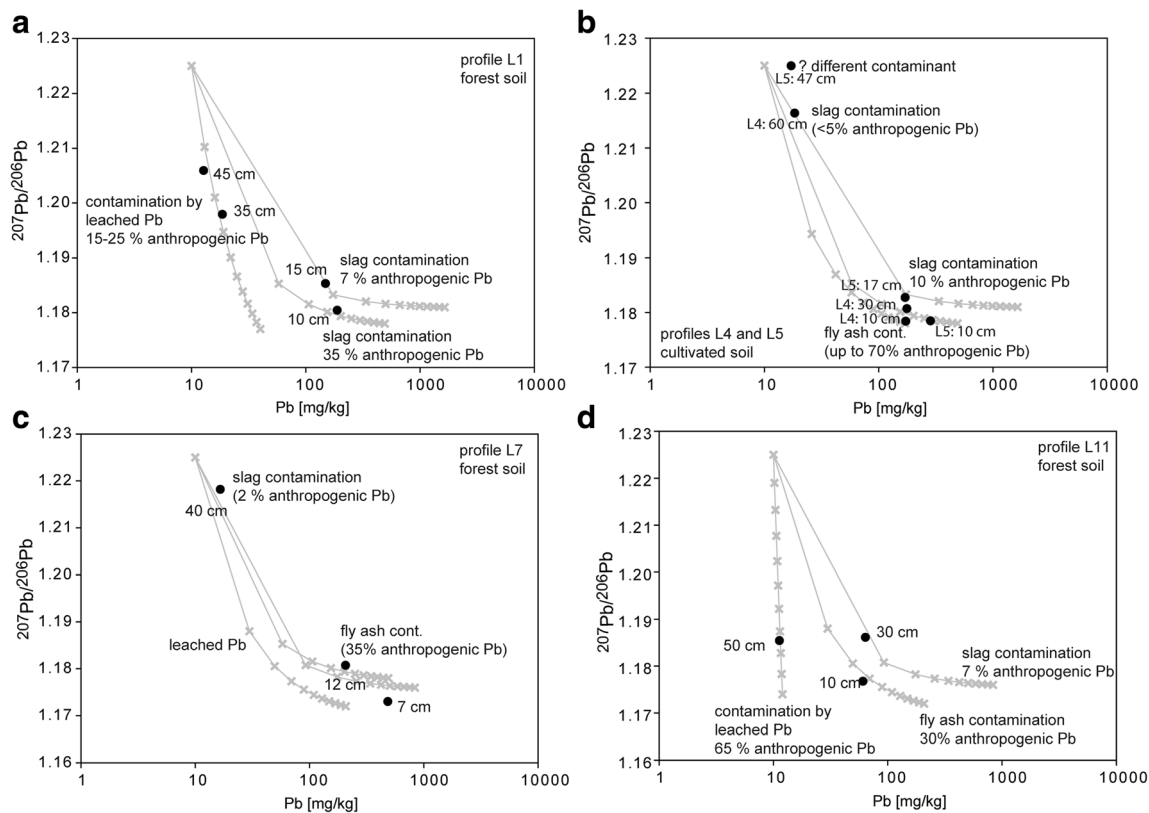 a
1.23
1.22
1.21
1.20
1.19
1.18
1.17
207Pb/206Pb
profile L1
forest soil
45 cm
contamination by
leached Pb
15-25 % anthropogenic Pb
35 cm
15 cm
slag contamination
7 % anthropogenic Pb
10 cm
slag contamination
35 % anthropogenic Pb
1
10
100
1000
10000
Pb [mg/kg]
b
1.23
1.22
1.21
1.20
1.19
1.18
1.17
207Pb/206Pb
? different contaminant
L5: 47 cm
slag contamination
L4: 60 cm (<5% anthropogenic Pb)
slag contamination
10 % anthropogenic Pb
L5: 17 cm
L4: 30 cm
L4: 10 cm
L5: 10 cm
fly ash cont.
(up to 70% anthropogenic Pb)
profiles L4 and L5
cultivated soil
1
10
100
1000
10000
Pb [mg/kg]
c
1.23
1.22
1.21
1.20
1.19
1.18
1.17
1.16
207Pb/206Pb
profile L7
forest soil
slag contamination
(2 % anthropogenic Pb)
40 cm
leached Pb
fly ash cont.
(35% anthropogenic Pb)
12 cm
7 cm
1
10
100
1000
10000
Pb [mg/kg]
d
1.23
1.22
1.21
1.20
1.19
1.18
1.17
1.16
207Pb/206Pb
profile L11
forest soil
50 cm
30 cm
10 cm
slag contamination
7 % anthropogenic Pb
contamination by
leached Pb
65 % anthropogenic Pb
fly ash contamination
30% anthropogenic Pb
1
10
100
1000
10000
Pb [mg/kg]